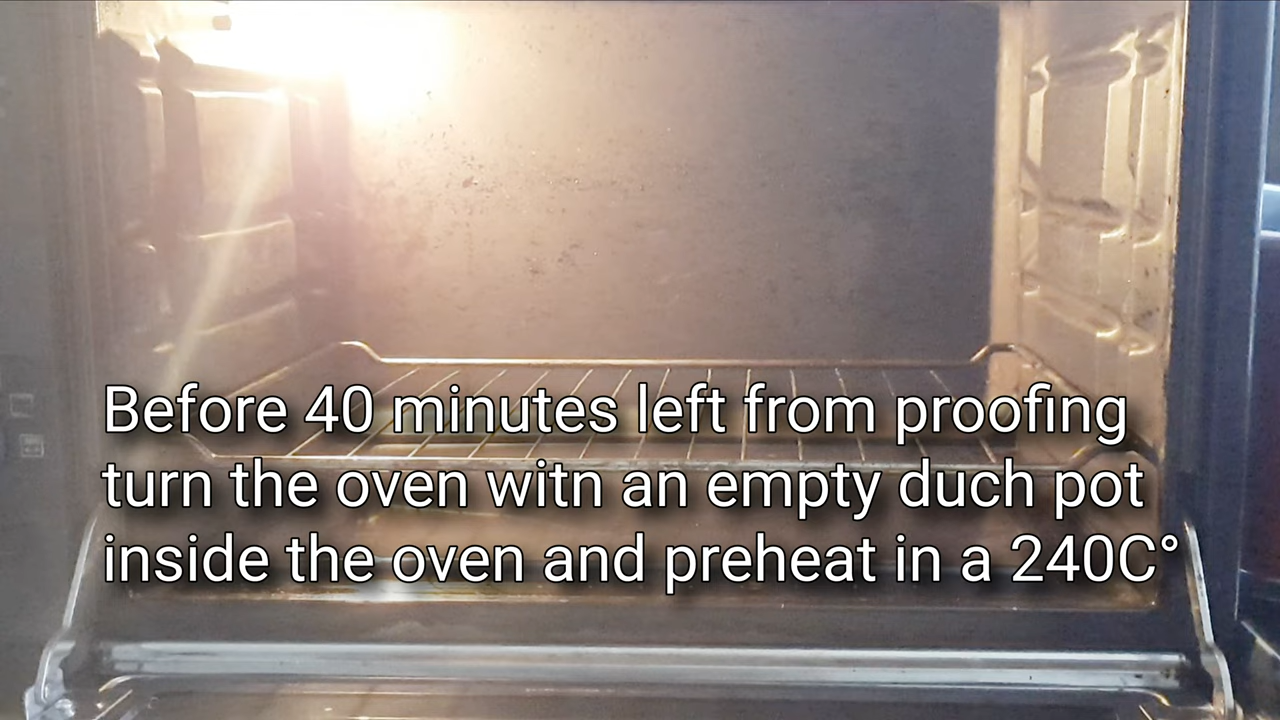 Before 40 minutes left from proofing
turn the oven witn an empty duch pot
inside the oven and preheat in a 240C°